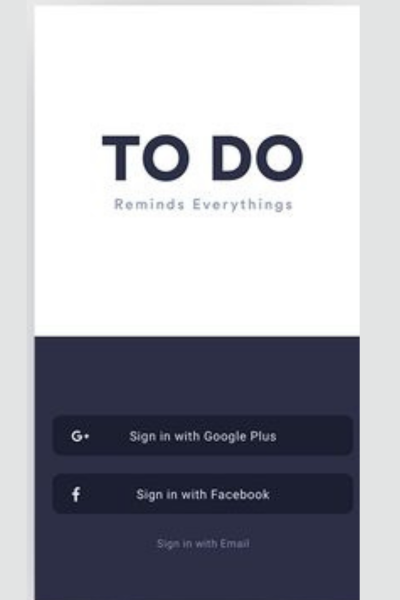 TO DO
Reminds Everythings
G+ Sign in with Google Plus
f Sign in with Facebook
Sign in with Email